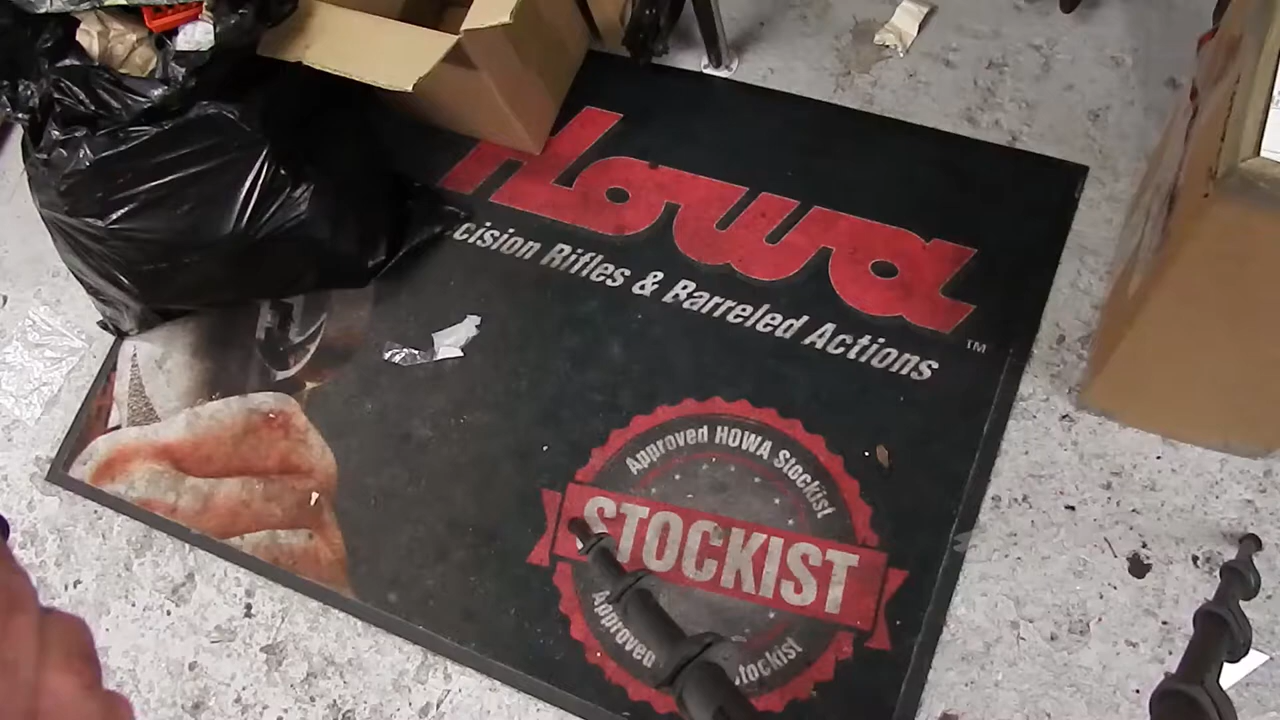 Howa
cision Rifles & Barreled Actions
TM
Approved HOWA Stockist
STOCKIST
Approved Stockist